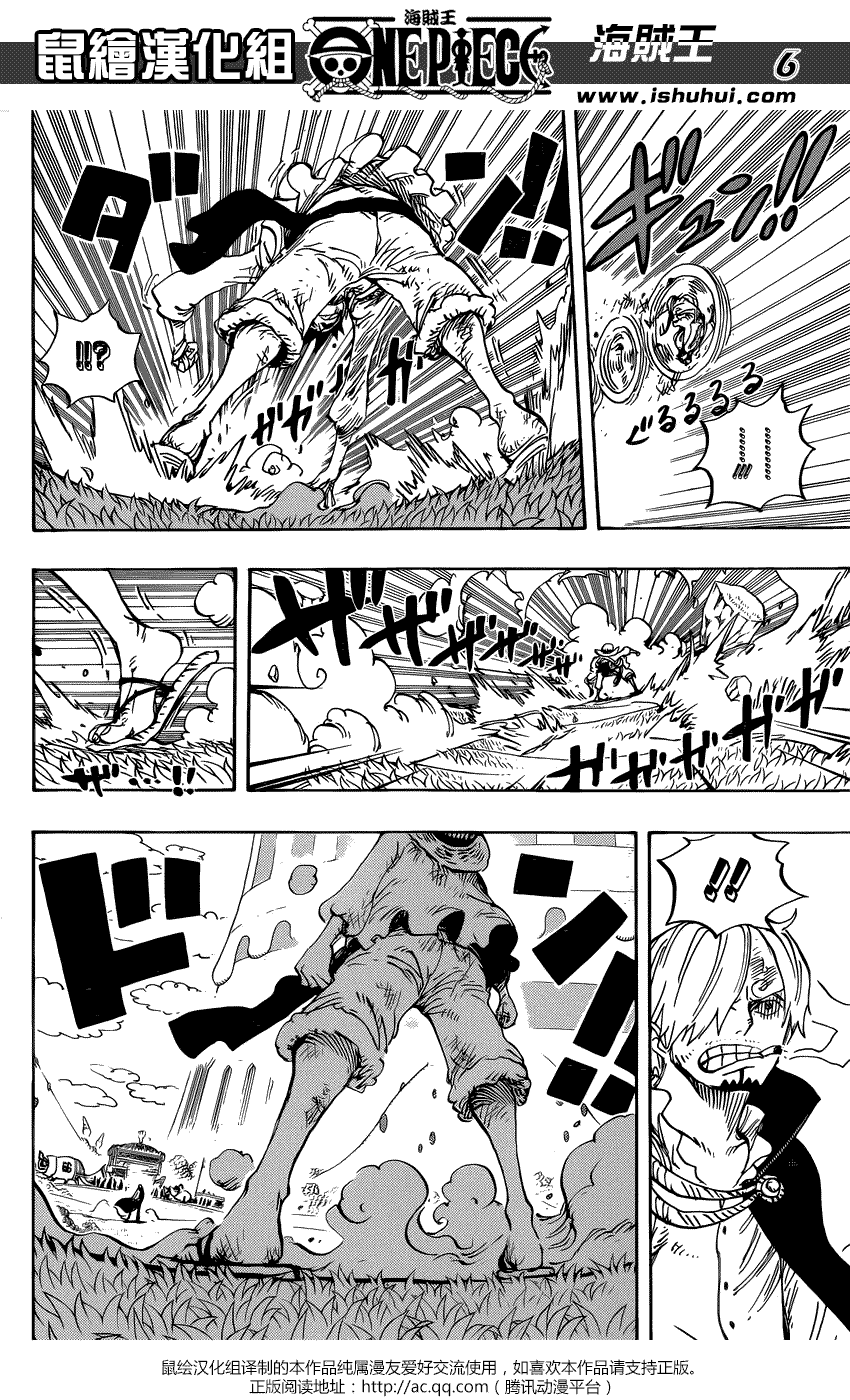 鼠繪漢化組
海賊王
ONE PIECE
海賊王
6
www.ishuhui.com
ギュン!!
ぐるるるる
!!
ダン!!
ガガガ
!!?
ザザザザザザ
ガガガガガガ
ザ…!!
!!
ドン!!
鼠绘汉化组译制的本作品纯属漫友爱好交流使用，如喜欢本作品请支持正版。
正版阅读地址：http://ac.qq.com（腾讯动漫平台）